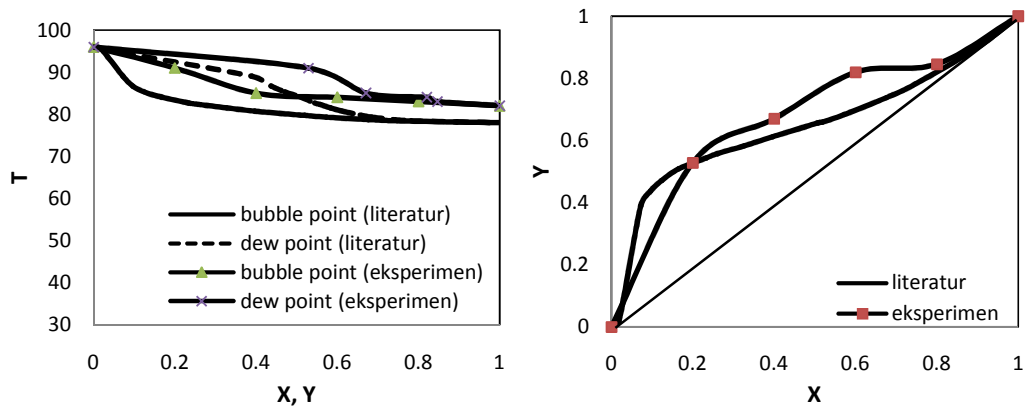 100
90
80
70
60
50
40
30
T
bubble point (literatur)
dew point (literatur)
bubble point (eksperimen)
dew point (eksperimen)
0 0.2 0.4 0.6 0.8 1
X, Y
1
0.8
0.6
0.4
0.2
0
Y
literatur
eksperimen
0 0.2 0.4 0.6 0.8 1
X